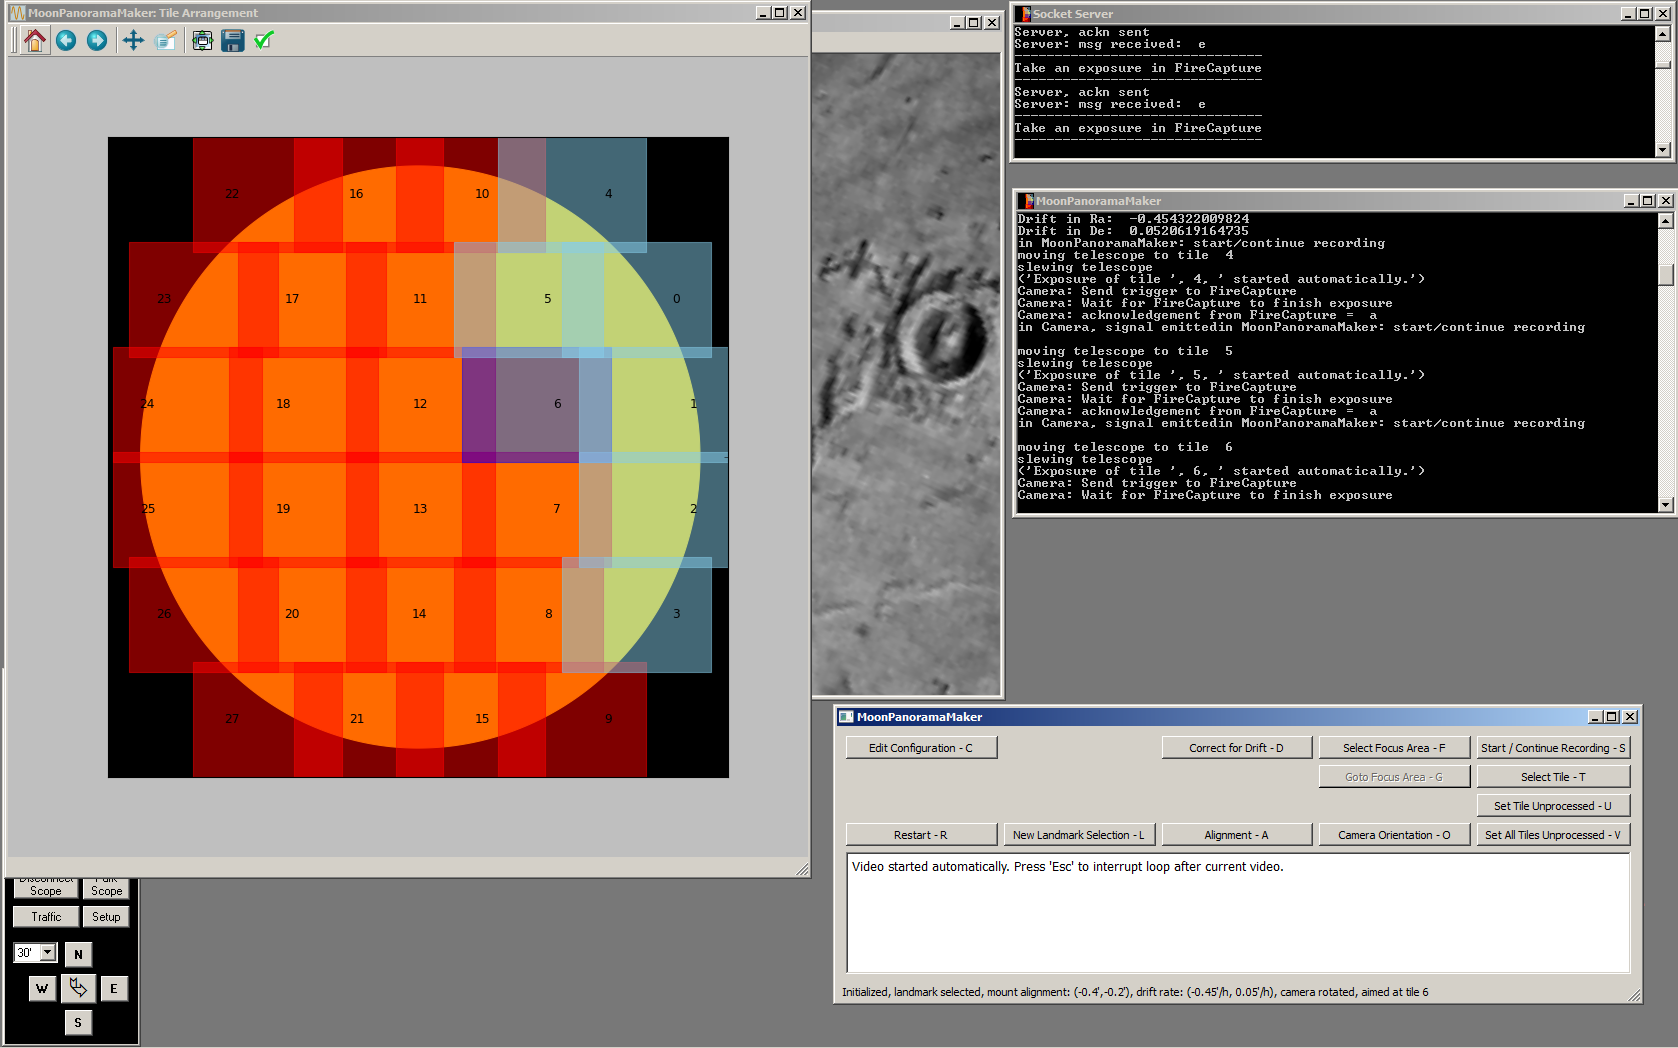 MoonPanoramaMaker: Tile Arrangement
22
16
10
4
23
17
11
5
0
24
18
12
6
1
25
19
13
7
2
26
20
14
8
3
27
21
15
9
Scope
Scope
Traffic
Setup
30'
N
W
E
S
Socket Server
Server, ackn sent
Server: msg received:  e
-------------------------------
Take an exposure in FireCapture
-------------------------------
Server, ackn sent
Server: msg received:  e
-------------------------------
Take an exposure in FireCapture
-------------------------------
MoonPanoramaMaker
Drift in Ra:  -0.454322009824
Drift in De:  0.0520619164735
in MoonPanoramaMaker: start/continue recording
moving telescope to tile  4
slewing telescope
('Exposure of tile ', 4, ' started automatically.')
Camera: Send trigger to FireCapture
Camera: Wait for FireCapture to finish exposure
Camera: acknowledgement from FireCapture =  a
in Camera, signal emittedin MoonPanoramaMaker: start/continue recording
moving telescope to tile  5
slewing telescope
('Exposure of tile ', 5, ' started automatically.')
Camera: Send trigger to FireCapture
Camera: Wait for FireCapture to finish exposure
Camera: acknowledgement from FireCapture =  a
in Camera, signal emittedin MoonPanoramaMaker: start/continue recording
moving telescope to tile  6
slewing telescope
('Exposure of tile ', 6, ' started automatically.')
Camera: Send trigger to FireCapture
Camera: Wait for FireCapture to finish exposure
MoonPanoramaMaker
Edit Configuration - C
Correct for Drift - D
Select Focus Area - F
Start / Continue Recording - S
Goto Focus Area - G
Select Tile - T
Set Tile Unprocessed - U
Restart - R
New Landmark Selection - L
Alignment - A
Camera Orientation - O
Set All Tiles Unprocessed - V
Video started automatically. Press 'Esc' to interrupt loop after current video.
Initialized, landmark selected, mount alignment: (-0.4',-0.2'), drift rate: (-0.45'/h, 0.05'/h), camera rotated, aimed at tile 6